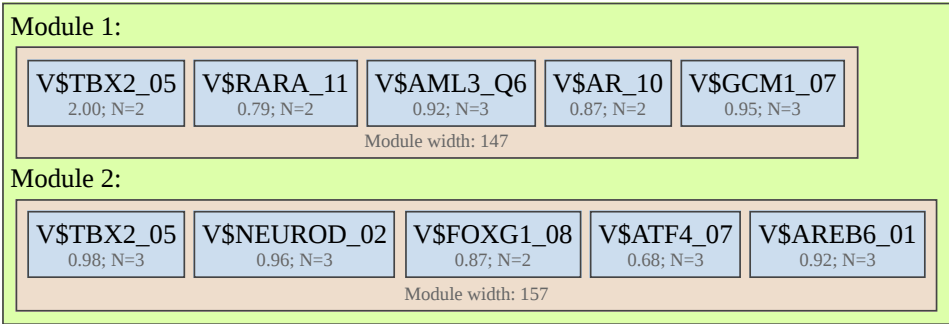 Module 1:
V$TBX2_05 V$RARA_11 V$AML3_Q6 V$AR_10 V$GCM1_07
2.00; N=2 0.79; N=2 0.92; N=3 0.87; N=2 0.95; N=3
Module width: 147
Module 2:
V$TBX2_05 V$NEUROD_02 V$FOXG1_08 V$ATF4_07 V$AREB6_01
0.98; N=3 0.96; N=3 0.87; N=2 0.68; N=3 0.92; N=3
Module width: 157